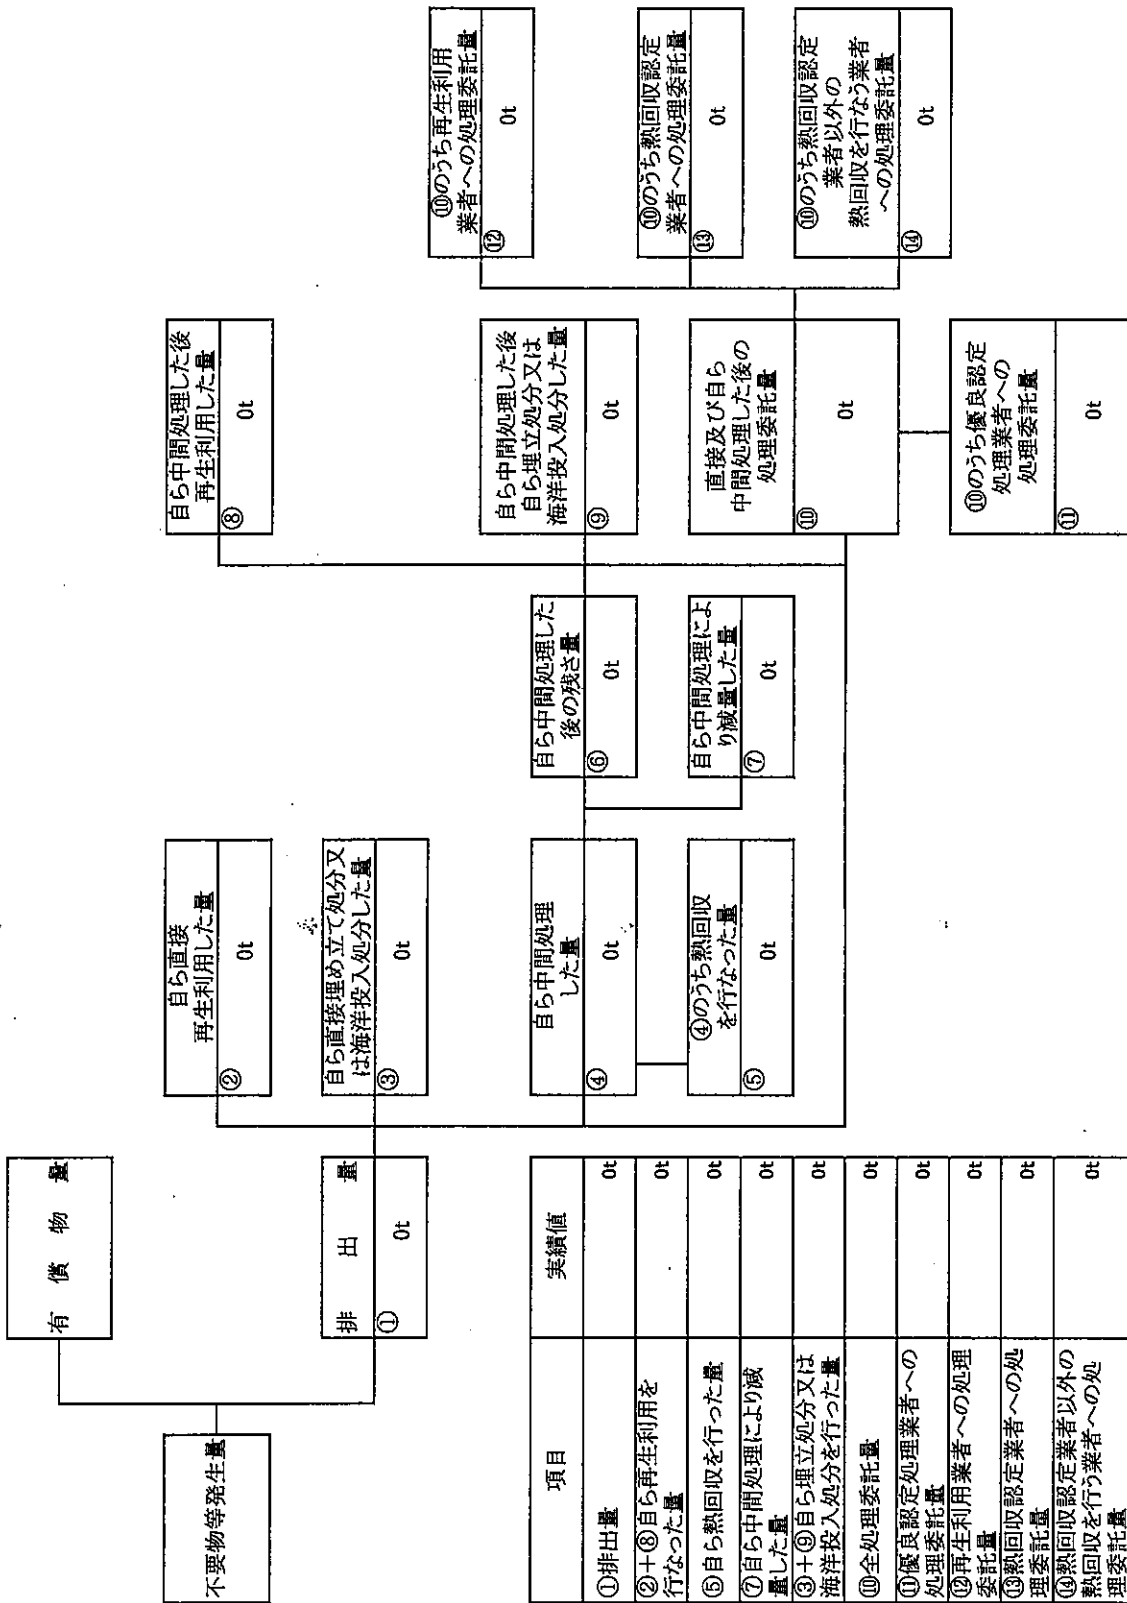 不要物等発生量
有償物量
排出量
①
0t
自ら直接
再生利用した量
②
0t
自ら直接埋め立て処分又
は海洋投入処分した量
③
0t
自ら中間処理
した量
④
0t
④のうち熱回収
を行なった量
⑤
0t
自ら中間処理した
後の残さ量
⑥
0t
自ら中間処理によ
り減量した量
⑦
0t
自ら中間処理した後
再生利用した量
⑧
0t
自ら中間処理した後
自ら埋立処分又は
海洋投入処分した量
⑨
0t
直接及び自ら
中間処理した後の
処理委託量
⑩
0t
⑩のうち優良認定
処理業者への
処理委託量
⑪
0t
⑩のうち再生利用
業者への処理委託量
⑫
0t
⑩のうち熱回収認定
業者への処理委託量
⑬
0t
⑩のうち熱回収認定
業者以外の
熱回収を行なう業者
への処理委託量
⑭
0t
項目 実績値
①排出量 0t
②+⑧自ら再生利用を
行なった量 0t
⑤自ら熱回収を行った量 0t
⑦自ら中間処理により減
量した量 0t
③+⑨自ら埋立処分又は
海洋投入処分を行った量 0t
⑩全処理委託量 0t
⑪優良認定処理業者への
処理委託量 0t
⑫再生利用業者への処理
委託量 0t
⑬熱回収認定業者への処
理委託量 0t
⑭熱回収認定業者以外の
熱回収を行う業者への処
理委託量 0t